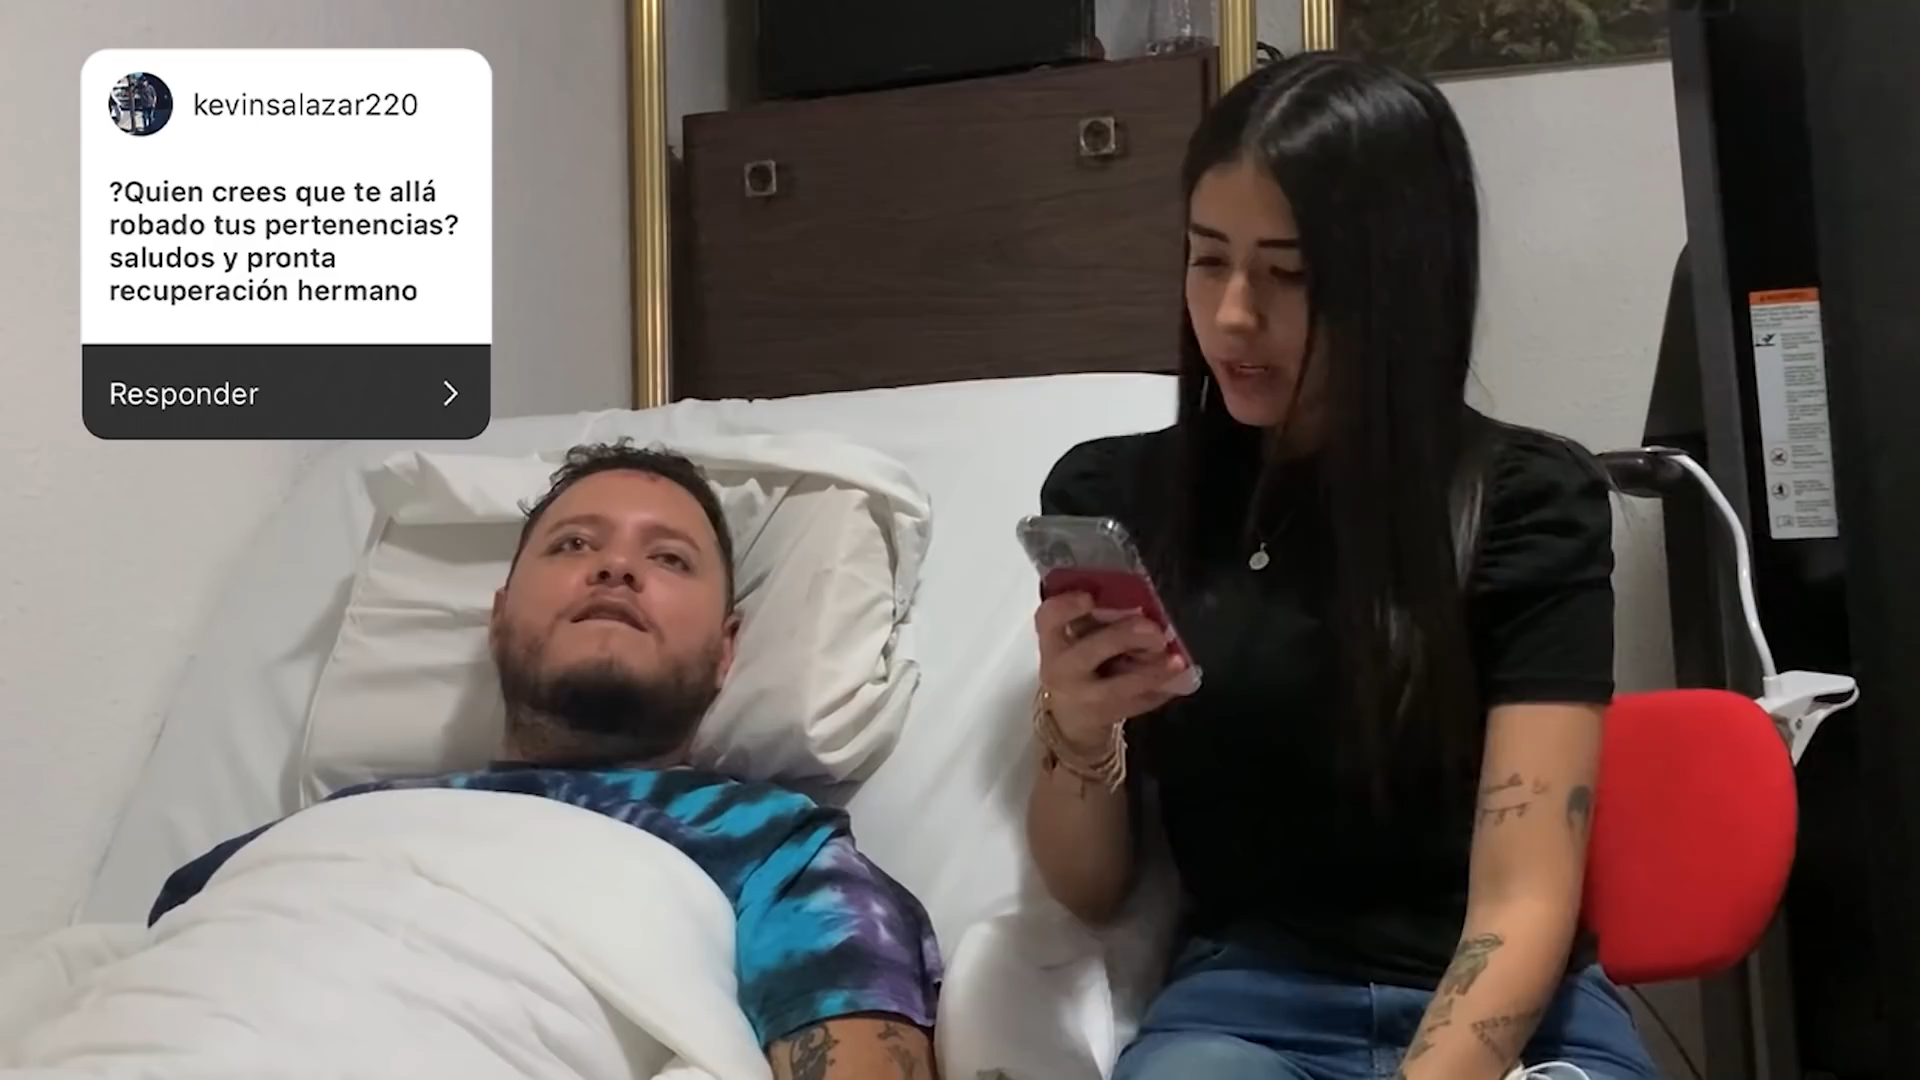 kevinsalazar220
?Quien crees que te allá
robado tus pertenencias?
saludos y pronta
recuperación hermano
Responder